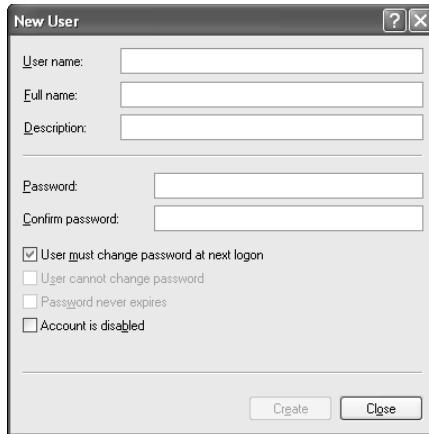 New User
User name:
Full name:
Description:
Password:
Confirm password:
User must change password at next logon
User cannot change password
Password never expires
Account is disabled
Create Close